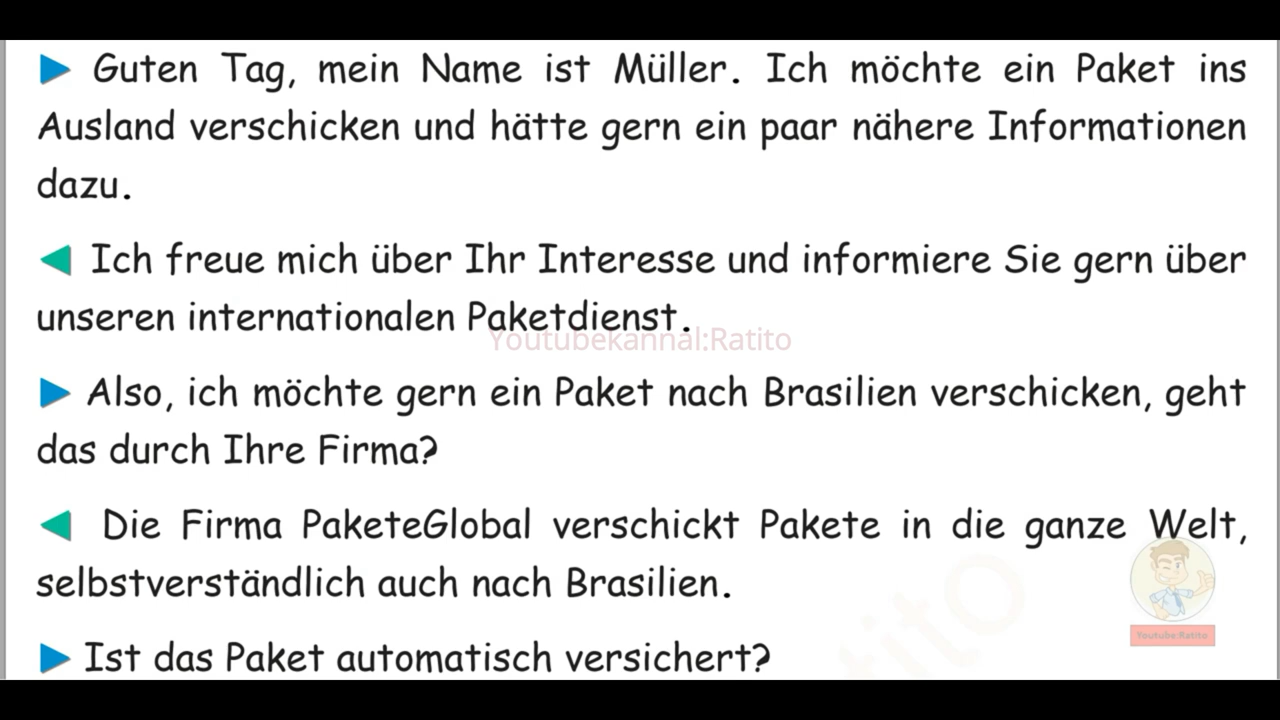 ► Guten Tag, mein Name ist Müller. Ich möchte ein Paket ins
Ausland verschicken und hätte gern ein paar nähere Informationen
dazu.
◄ Ich freue mich über Ihr Interesse und informiere Sie gern über
unseren internationalen Paketdienst.
Youtubekannal:Ratito
► Also, ich möchte gern ein Paket nach Brasilien verschicken, geht
das durch Ihre Firma?
◄ Die Firma PaketeGlobal verschickt Pakete in die ganze Welt,
selbstverständlich auch nach Brasilien.
Youtube:Ratito
► Ist das Paket automatisch versichert?